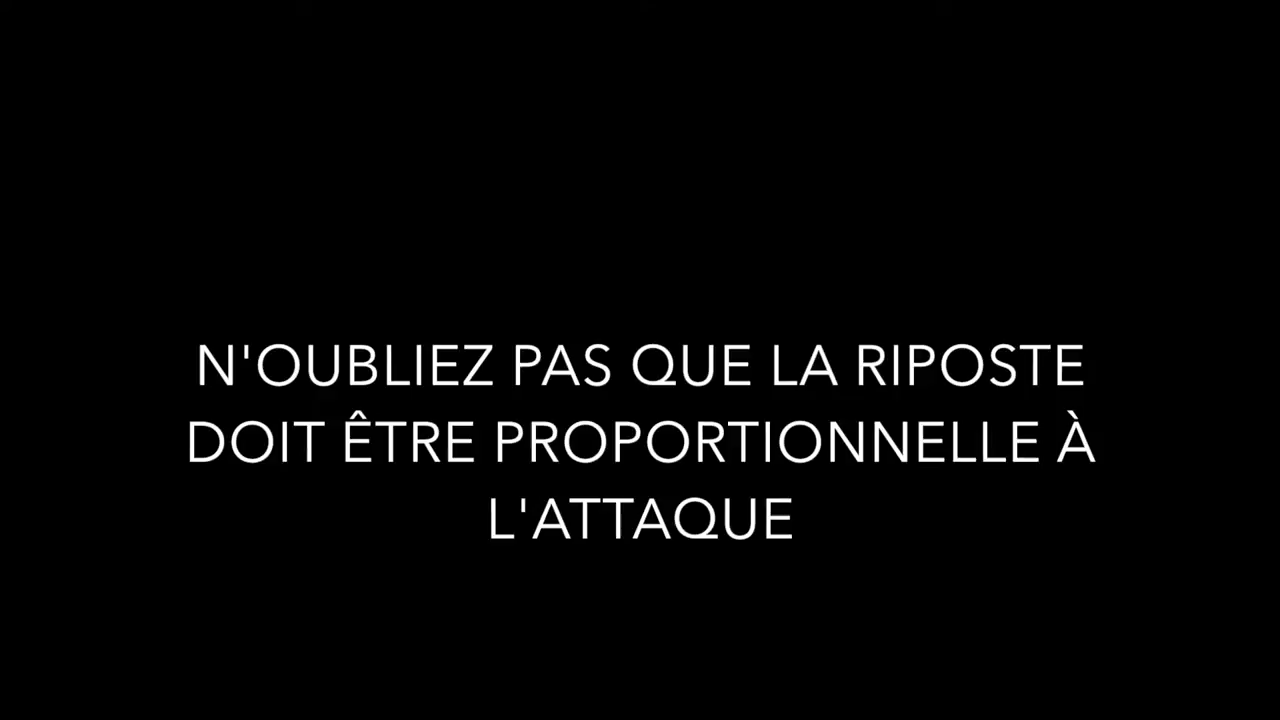 N'OUBLIEZ PAS QUE LA RIPOSTE
DOIT ÊTRE PROPORTIONNELLE À
L'ATTAQUE